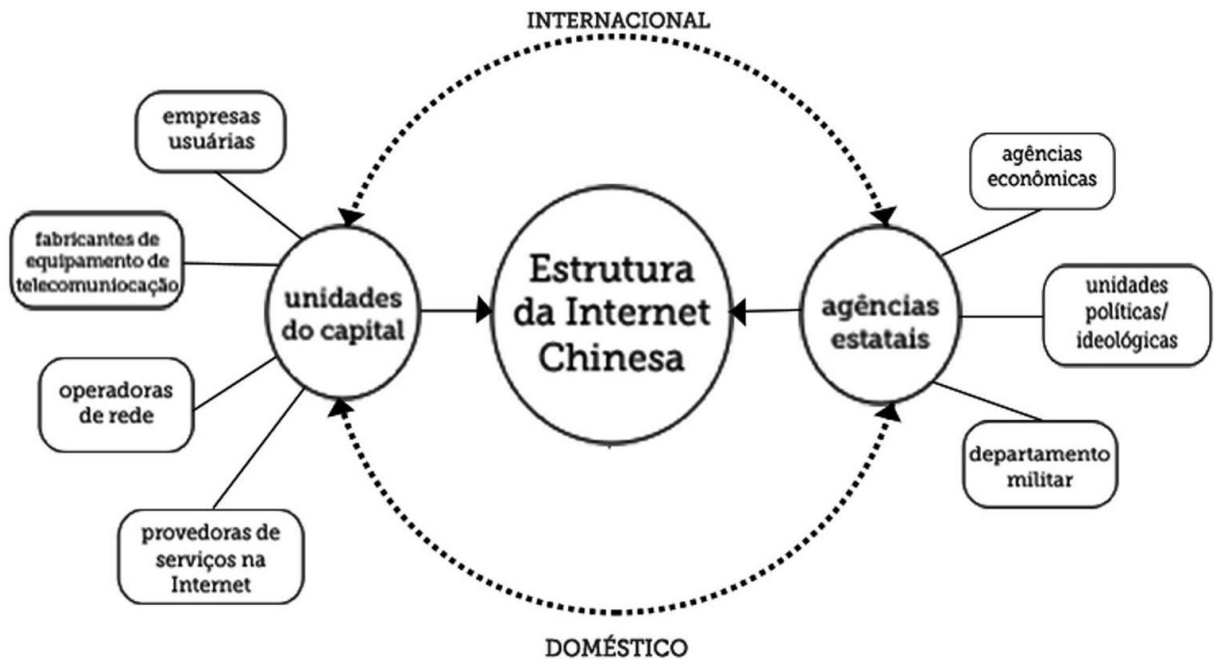 INTERNACIONAL
empresas
usuárias
fabricantes de
equipamento de
telecomuniocação
operadoras
de rede
provedoras de
serviços na
Internet
unidades
do capital
Estrutura
da Internet
Chinesa
agências
estatais
agências
econômicas
unidades
políticas/
ideológicas
departamento
militar
DOMÉSTICO